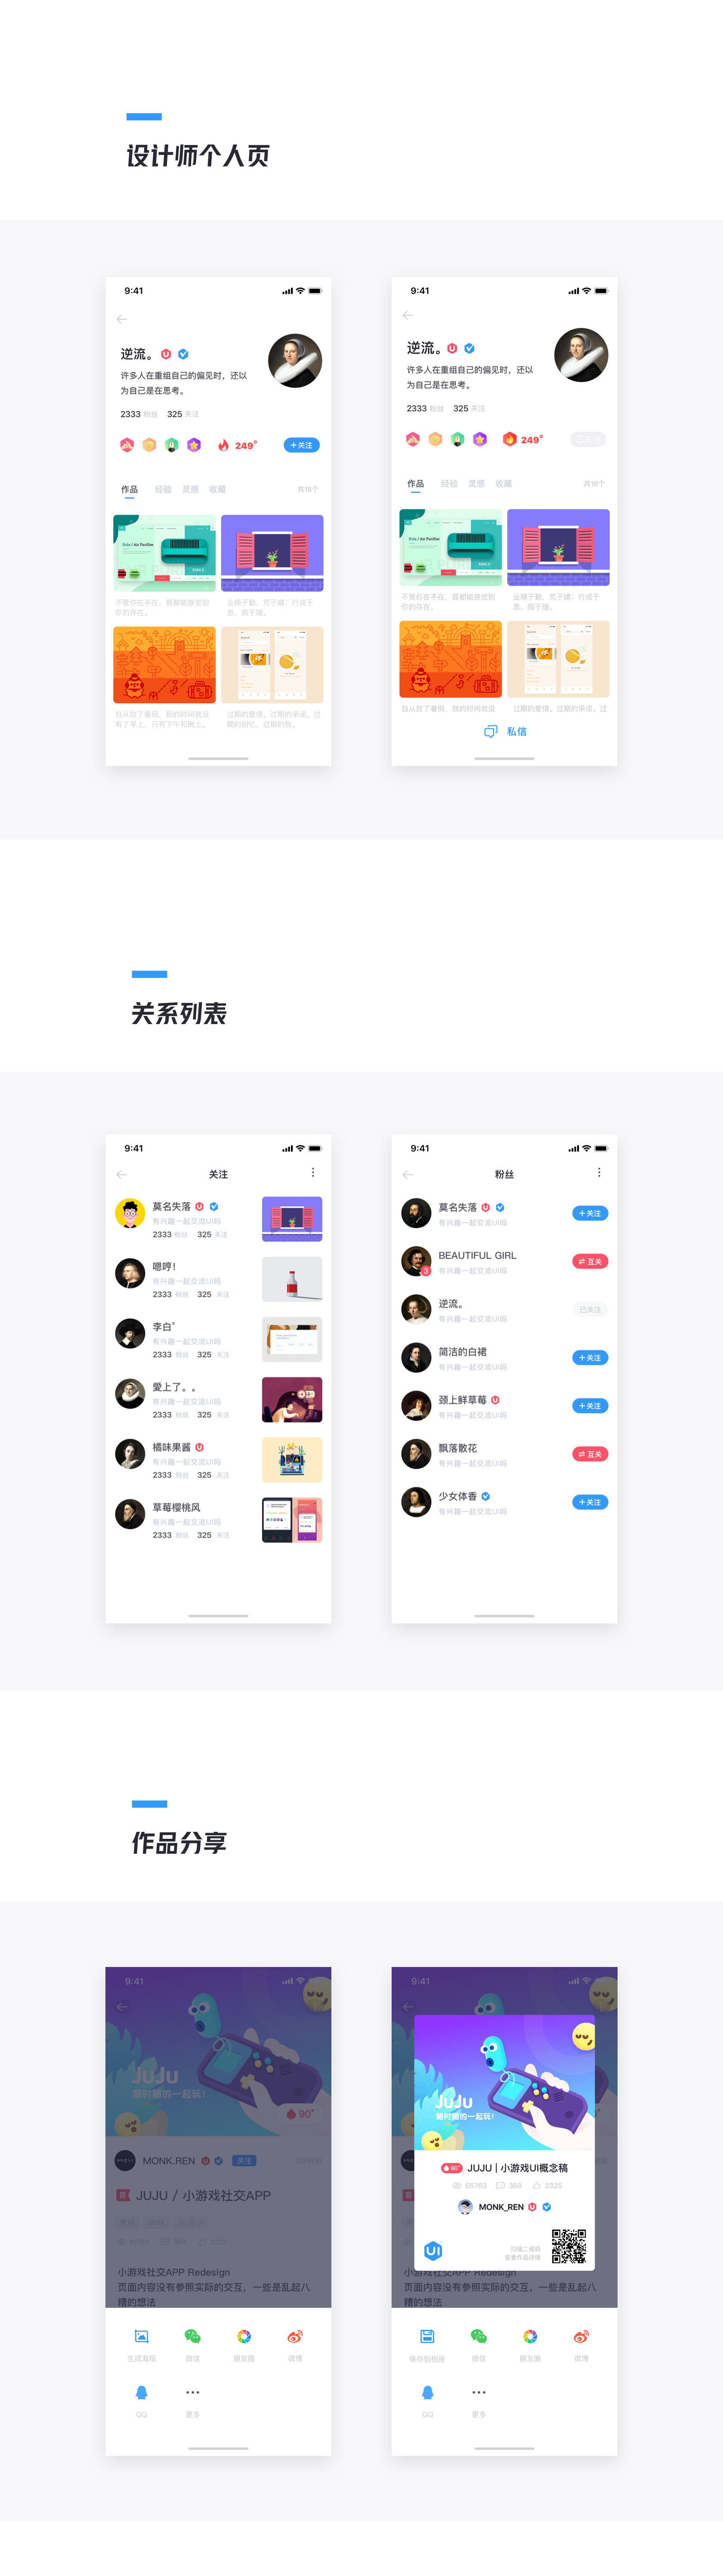 设计师个人页
9:41
逆流。
许多人在重组自己的偏见时，还以
为自己是在思考。
2333 粉丝 325 关注
249°
+关注
作品 经验 灵感 收藏 共18个
不管你在不在，我都能感觉到
你的存在。
业精于勤，荒于嬉；行成于
思，毁于随。
自从放了暑假，我的时间就没
有了早上，只有下午和晚上。
过期的爱情。过期的承诺。过
期的回忆，过期的我。
9:41
逆流。
许多人在重组自己的偏见时，还以
为自己是在思考。
2333 粉丝 325 关注
249°
已关注
作品 经验 灵感 收藏 共18个
不管你在不在，我都能感觉到
你的存在。
业精于勤，荒于嬉；行成于
思，毁于随。
自从放了暑假，我的时间就没
过期的爱情。过期的承诺。过
私信
关系列表
9:41
关注
莫名失落
有兴趣一起交流UI吗
2333 粉丝 325 关注
嗯哼！
有兴趣一起交流UI吗
2333 粉丝 325 关注
李白°
有兴趣一起交流UI吗
2333 粉丝 325 关注
愛上了。。
有兴趣一起交流UI吗
2333 粉丝 325 关注
橘味果酱
有兴趣一起交流UI吗
2333 粉丝 325 关注
草莓樱桃风
有兴趣一起交流UI吗
2333 粉丝 325 关注
9:41
粉丝
莫名失落
有兴趣一起交流UI吗
+关注
BEAUTIFUL GIRL
有兴趣一起交流UI吗
3
互关
逆流。
有兴趣一起交流UI吗
已关注
简洁的白裙
有兴趣一起交流UI吗
+关注
颈上鲜草莓
有兴趣一起交流UI吗
+关注
飘落散花
有兴趣一起交流UI吗
互关
少女体香
有兴趣一起交流UI吗
+关注
作品分享
9:41
JuJu
随时随的一起玩！
90°
MONK.REN
关注
JUJU / 小游戏社交APP
小游戏社交APP Redesign
页面内容没有参照实际的交互，一些是乱起八
糟的想法
生成海报 微信 朋友圈 微博
QQ 更多
9:41
JuJu
随时随的一起玩！
90° JUJU | 小游戏UI概念稿
65763 368 2325
MONK_REN
UI
扫描二维码
查看作品详情
小游戏社交APP Redesign
页面内容没有参照实际的交互，一些是乱起八
糟的想法
保存到相册 微信 朋友圈 微博
QQ 更多